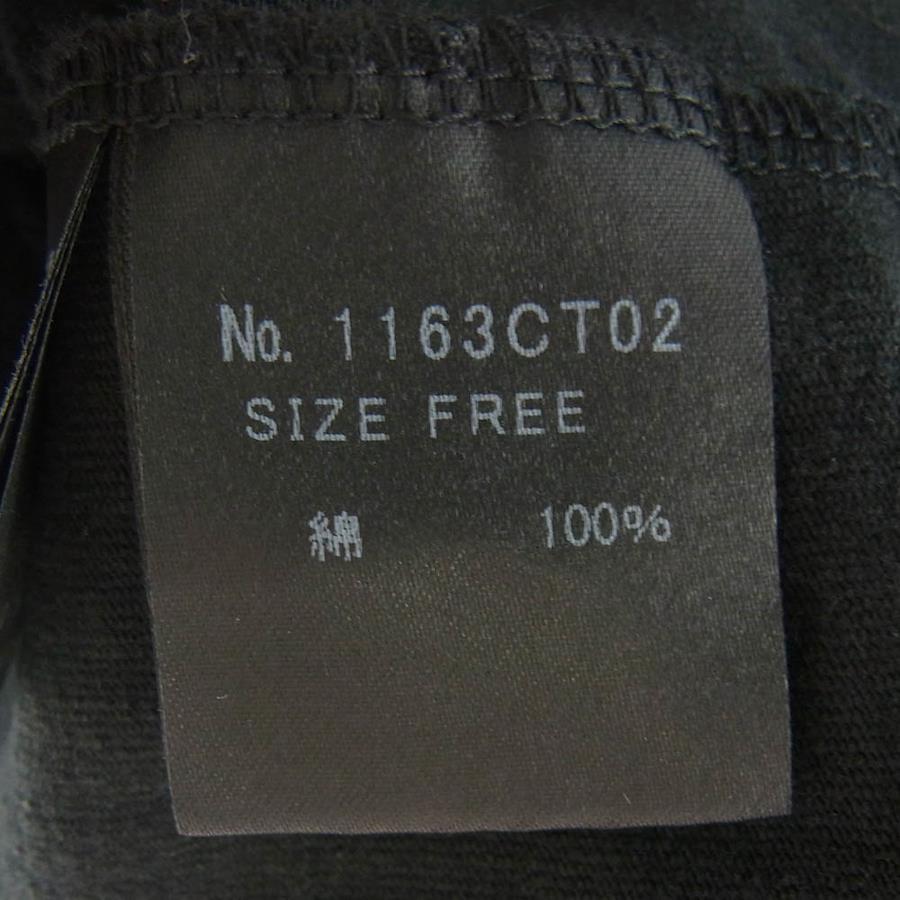 No. 1163CT02
SIZE FREE
綿 100%